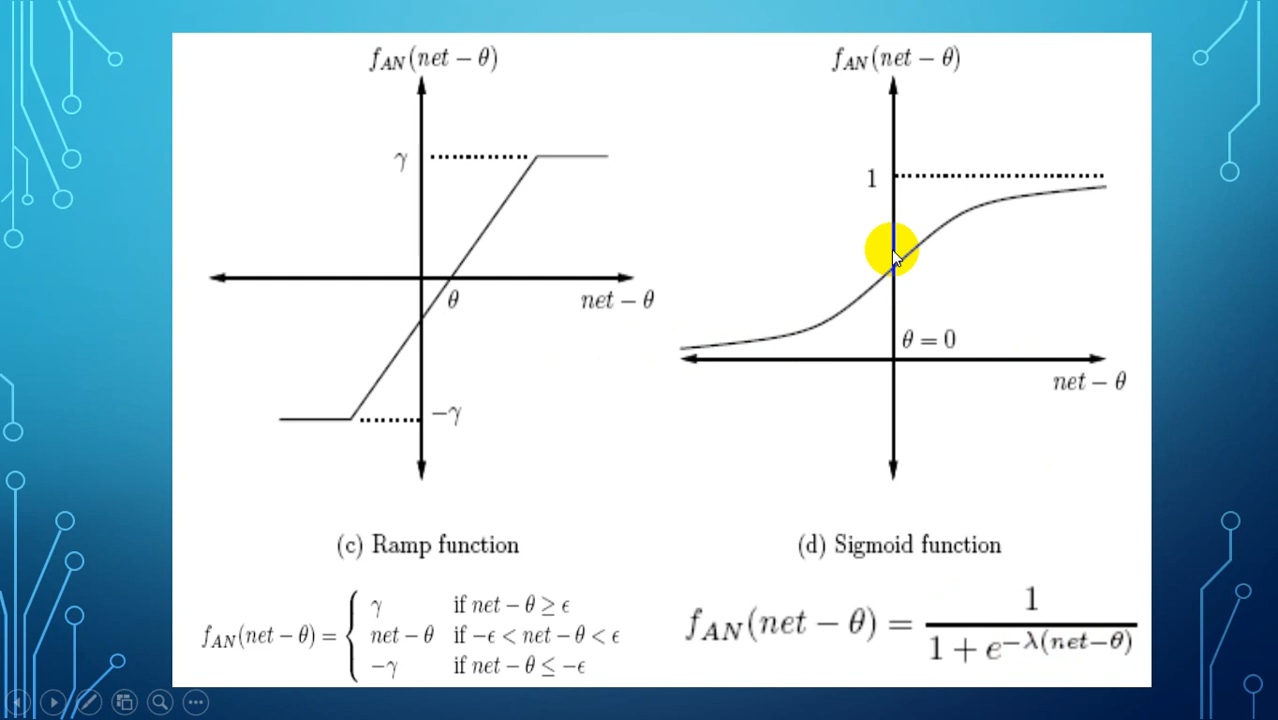 f_AN(net − θ)
γ
θ
net − θ
−γ
(c) Ramp function
f_AN(net − θ) = { γ if net − θ ≥ ϵ
net − θ if −ϵ < net − θ < ϵ
−γ if net − θ ≤ −ϵ
f_AN(net − θ)
1
θ = 0
net − θ
(d) Sigmoid function
f_AN(net − θ) = 1 / (1 + e^−λ(net−θ))